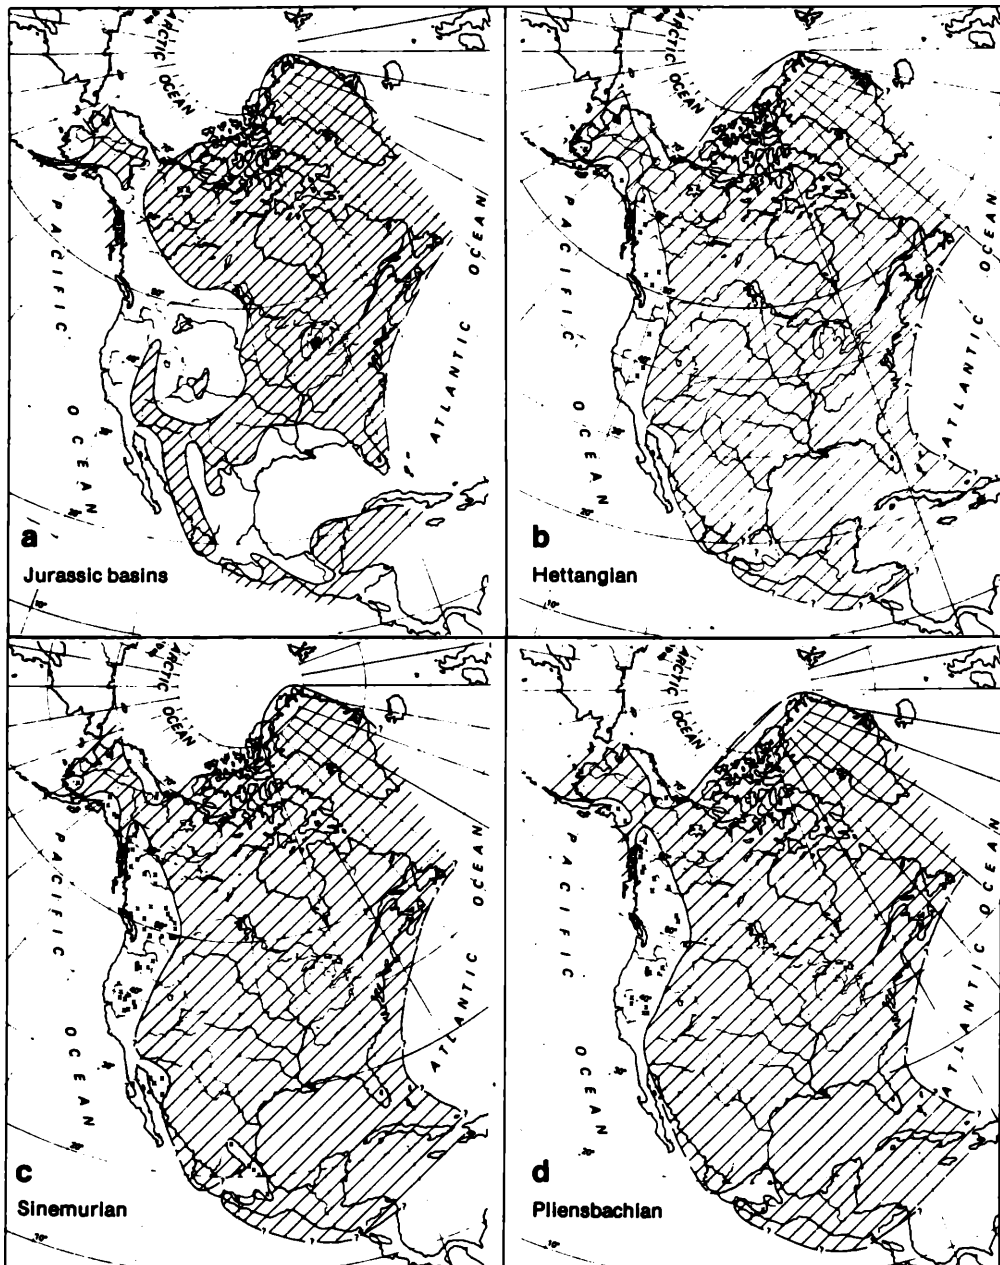 ARCTIC
OCEAN
PACIFIC
OCEAN
ATLANTIC
OCEAN
a
Jurassic basins
ARCTIC
OCEAN
PACIFIC
OCEAN
ATLANTIC
OCEAN
b
Hettangian
ARCTIC
OCEAN
PACIFIC
OCEAN
ATLANTIC
OCEAN
c
Sinemurian
ARCTIC
OCEAN
PACIFIC
OCEAN
ATLANTIC
OCEAN
d
Pliensbachian